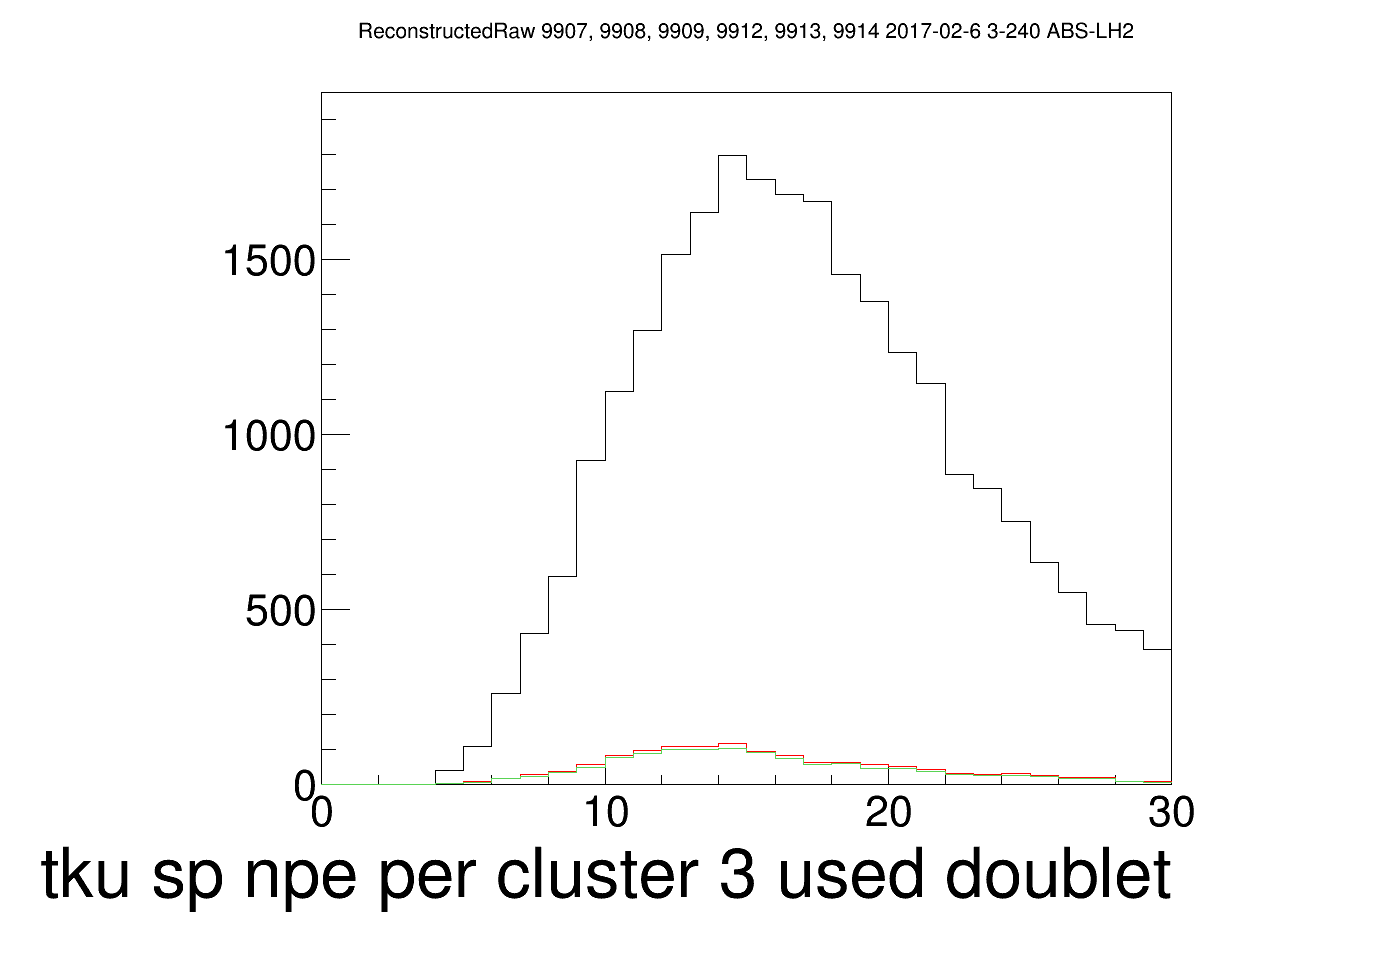 ReconstructedRaw 9907, 9908, 9909, 9912, 9913, 9914 2017-02-6 3-240 ABS-LH2
1500
1000
500
0
0 10 20 30
tku sp npe per cluster 3 used doublet